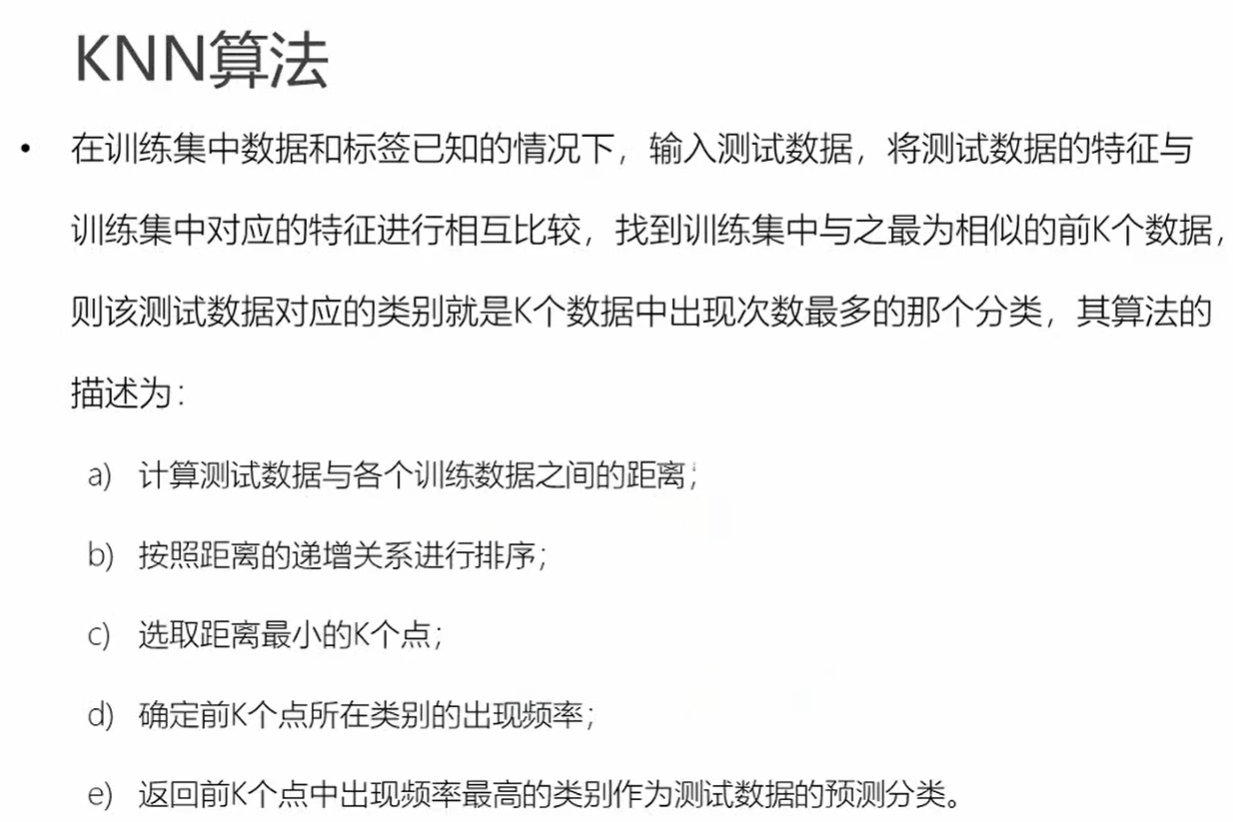 KNN算法
• 在训练集中数据和标签已知的情况下，输入测试数据，将测试数据的特征与
训练集中对应的特征进行相互比较，找到训练集中与之最为相似的前K个数据，
则该测试数据对应的类别就是K个数据中出现次数最多的那个分类，其算法的
描述为：
a) 计算测试数据与各个训练数据之间的距离；
b) 按照距离的递增关系进行排序；
c) 选取距离最小的K个点；
d) 确定前K个点所在类别的出现频率；
e) 返回前K个点中出现频率最高的类别作为测试数据的预测分类。